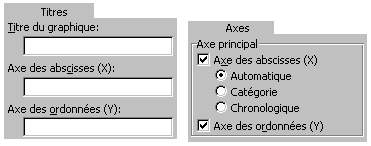 Titres
Titre du graphique:
Axe des abscisses (X):
Axe des ordonnées (Y):
Axes
Axe principal
Axe des abscisses (X)
Automatique
Catégorie
Chronologique
Axe des ordonnées (Y)